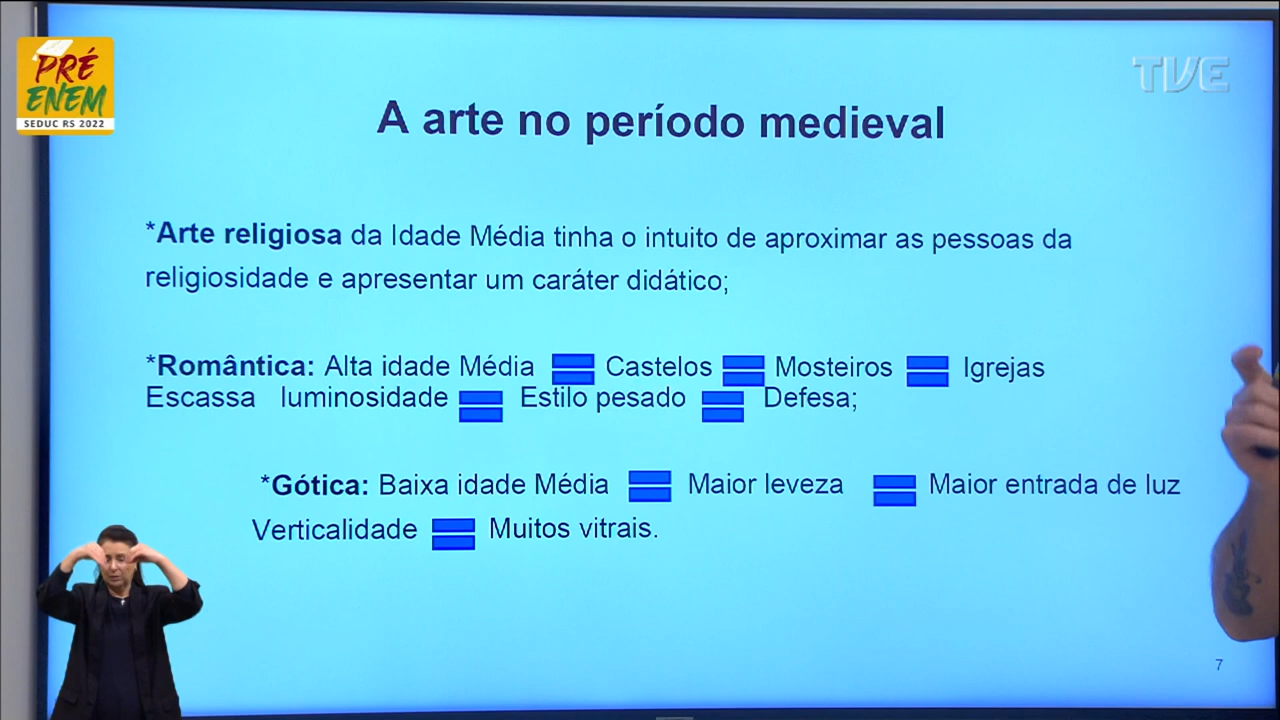 PRÉ
ENEM
SEDUC RS 2022
TVE
A arte no período medieval
*Arte religiosa da Idade Média tinha o intuito de aproximar as pessoas da
religiosidade e apresentar um caráter didático;
*Romântica: Alta idade Média Castelos Mosteiros Igrejas
Escassa luminosidade Estilo pesado Defesa;
*Gótica: Baixa idade Média Maior leveza Maior entrada de luz
Verticalidade Muitos vitrais.
7